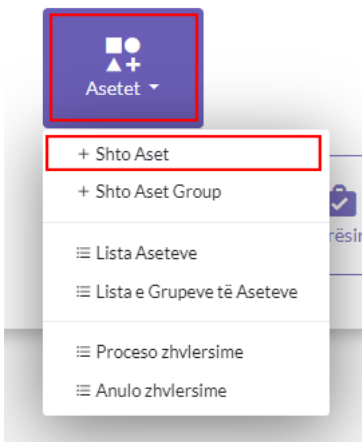 Asetet
+ Shto Aset
+ Shto Aset Group
Lista Aseteve
Lista e Grupeve të Aseteve
Proceso zhvlersime
Anulo zhvlersime